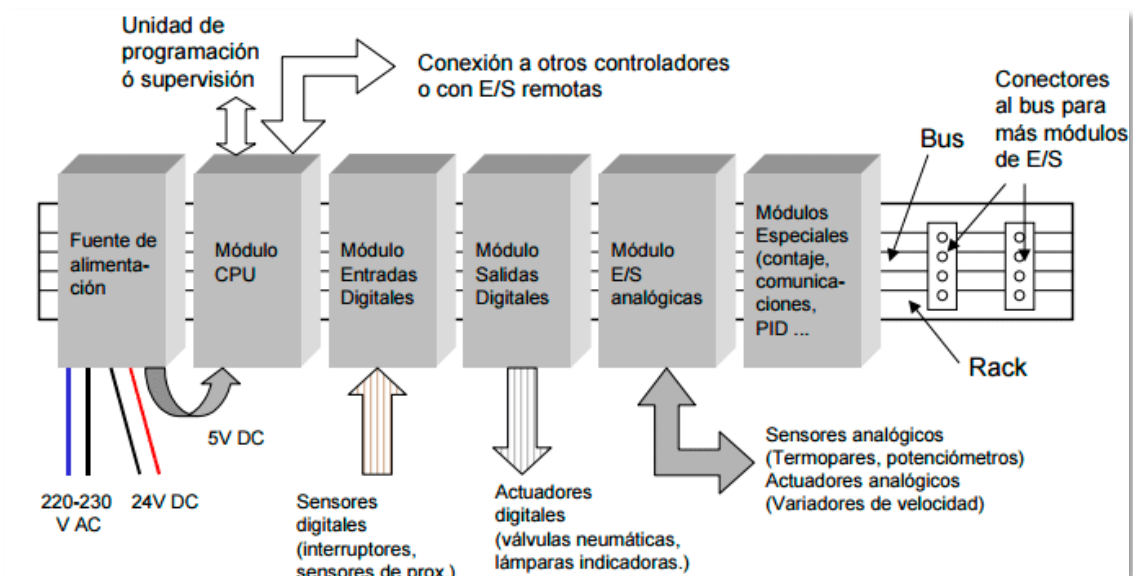 Unidad de
programación
ó supervisión
Conexión a otros controladores
o con E/S remotas
Conectores
al bus para
más módulos
de E/S
Bus
Fuente de
alimenta-
ción
Módulo
CPU
Módulo
Entradas
Digitales
Módulo
Salidas
Digitales
Módulo
E/S
analógicas
Módulos
Especiales
(contaje,
comunica-
ciones,
PID ...
Rack
5V DC
220-230
V AC
24V DC
Sensores
digitales
(interruptores,
sensores de prox.)
Actuadores
digitales
(válvulas neumáticas,
lámparas indicadoras.)
Sensores analógicos
(Termopares, potenciómetros)
Actuadores analógicos
(Variadores de velocidad)